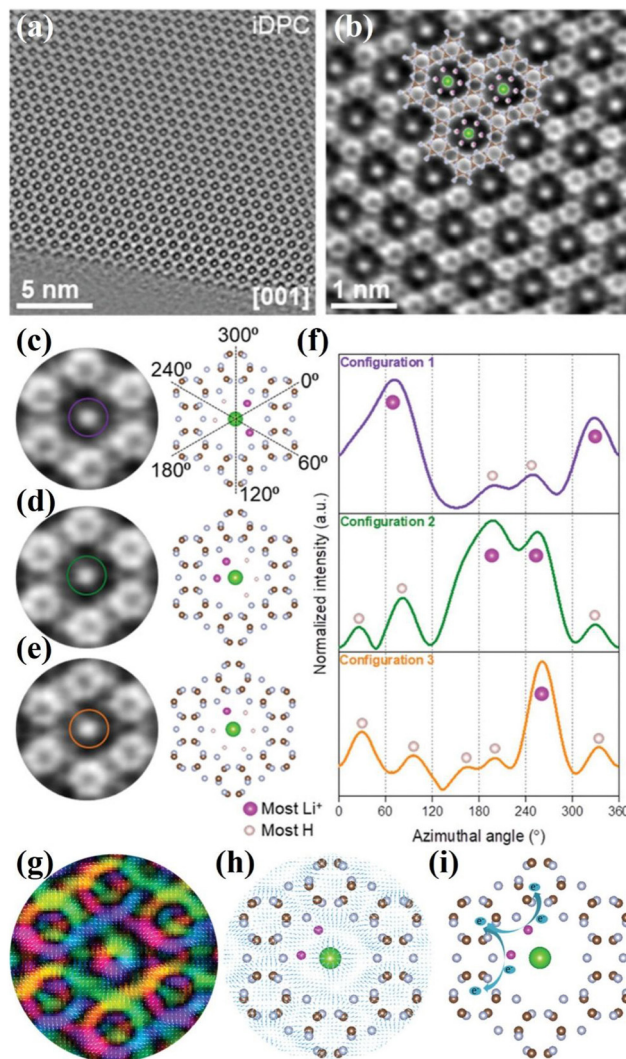 (a)
iDPC
5 nm
[001]
(b)
1 nm
(c)
300º
240º
0º
180º
60º
120º
(d)
(e)
Most Li⁺
Most H
(f)
Configuration 1
Configuration 2
Configuration 3
Normalized intensity (a.u.)
0 60 120 180 240 300 360
Azimuthal angle (°)
(g)
(h)
(i)
e⁻
e⁻
e⁻
e⁻
e⁻